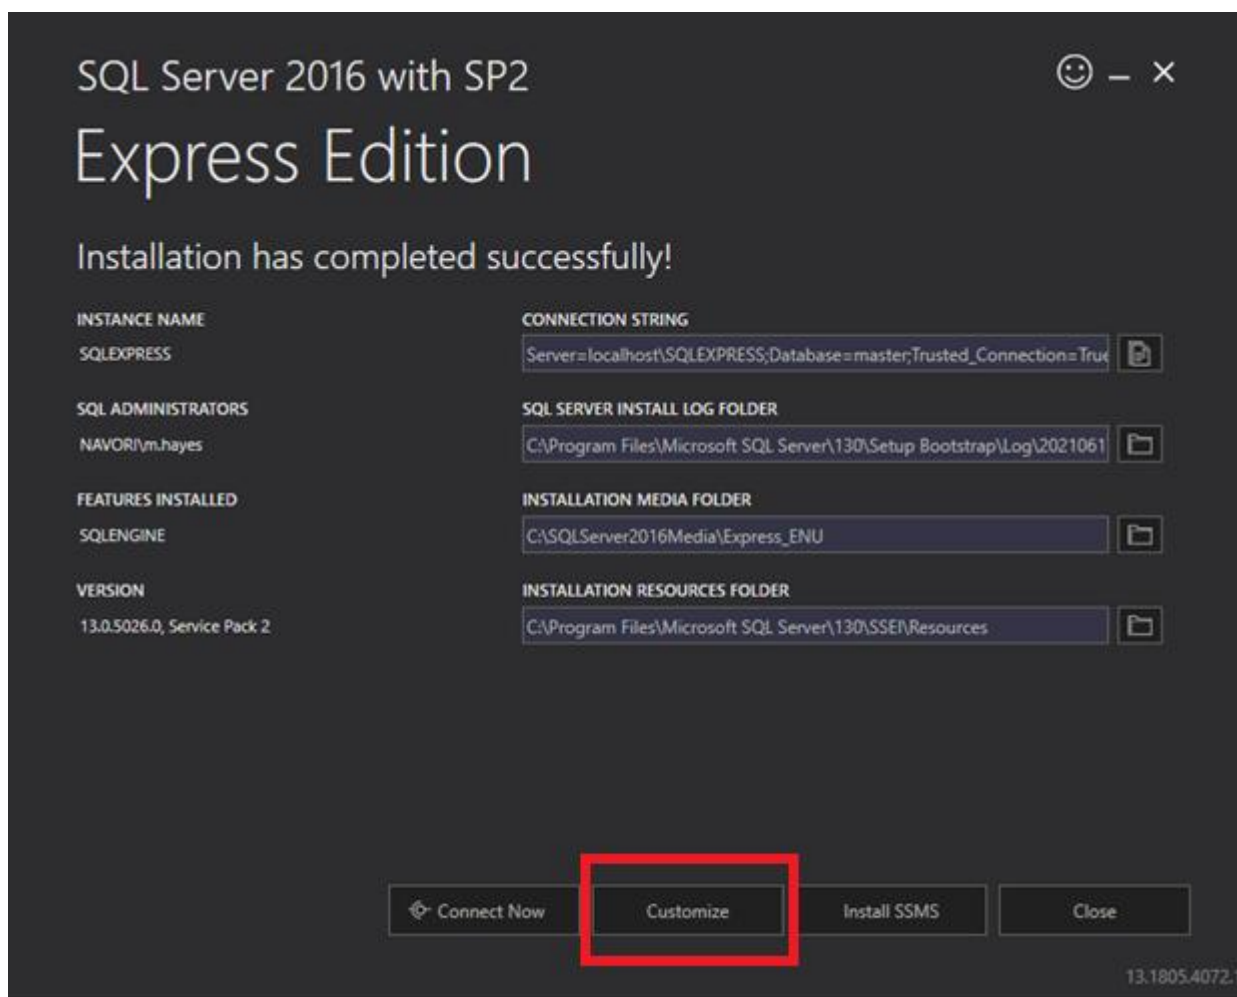 SQL Server 2016 with SP2
Express Edition
Installation has completed successfully!
INSTANCE NAME
SQLEXPRESS
CONNECTION STRING
Server=localhost\SQLEXPRESS;Database=master;Trusted_Connection=True
SQL ADMINISTRATORS
NAVORI\m.hayes
SQL SERVER INSTALL LOG FOLDER
C:\Program Files\Microsoft SQL Server\130\Setup Bootstrap\Log\2021061
FEATURES INSTALLED
SQLENGINE
INSTALLATION MEDIA FOLDER
C:\SQLServer2016Media\Express_ENU
VERSION
13.0.5026.0, Service Pack 2
INSTALLATION RESOURCES FOLDER
C:\Program Files\Microsoft SQL Server\130\SSEI\Resources
Connect Now
Customize
Install SSMS
Close
13.1805.4072.